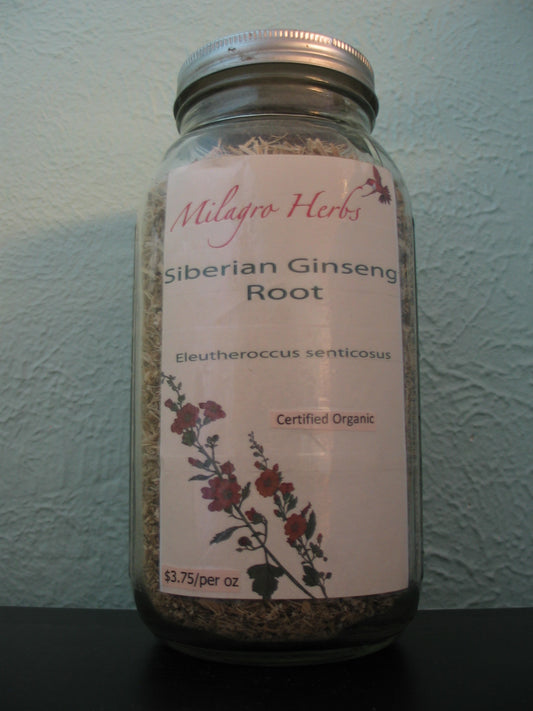 Milagro Herbs
Siberian Ginseng
Root
Eleutheroccus senticosus
Certified Organic
$3.75/per oz